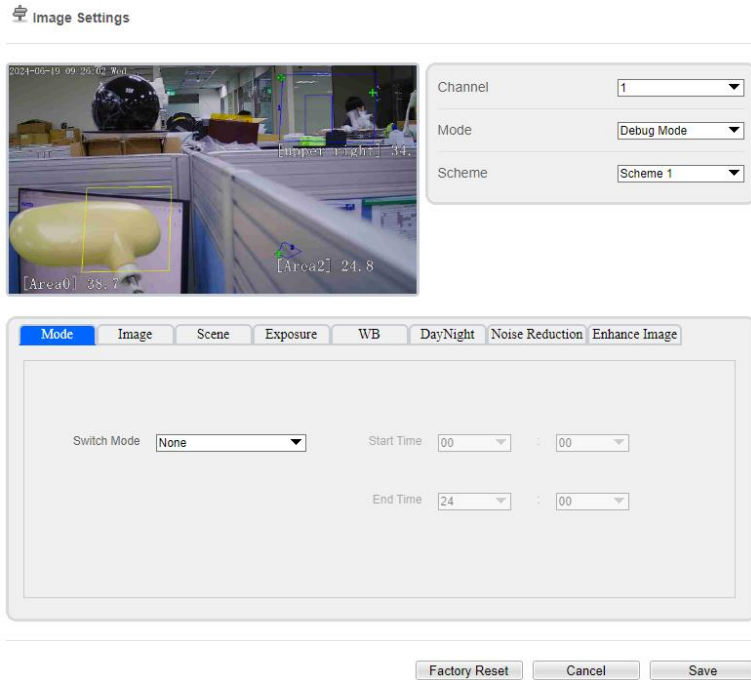 Image Settings
2024-06-19 09:26:02 Wed
Channel 1
Mode Debug Mode
Scheme Scheme 1
[upper right] 34.
[Area2] 24.8
[Area0] 38.7
Mode Image Scene Exposure WB DayNight Noise Reduction Enhance Image
Switch Mode None Start Time 00 : 00
End Time 24 : 00
Factory Reset Cancel Save